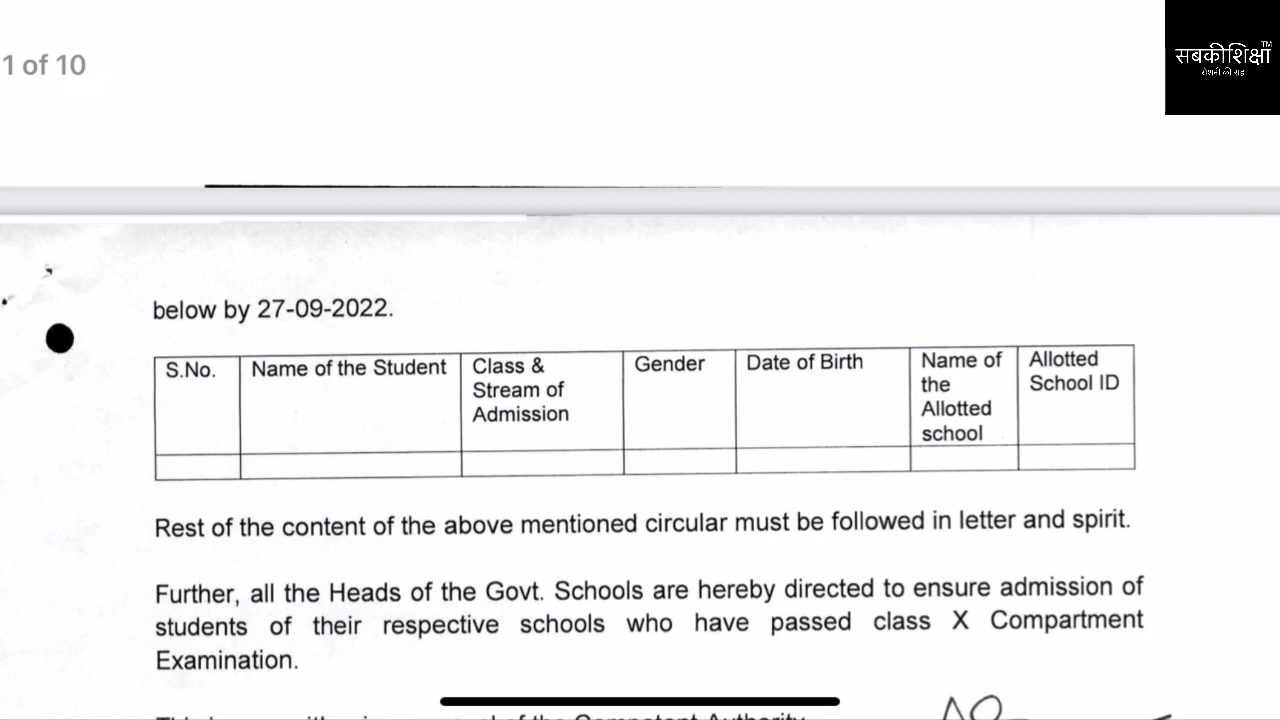 1 of 10
सबकीशिक्षा™
रोशनी की राह
below by 27-09-2022.
S.No.
Name of the Student
Class &
Stream of
Admission
Gender
Date of Birth
Name of
the
Allotted
school
Allotted
School ID
Rest of the content of the above mentioned circular must be followed in letter and spirit.
Further, all the Heads of the Govt. Schools are hereby directed to ensure admission of
students of their respective schools who have passed class X Compartment
Examination.